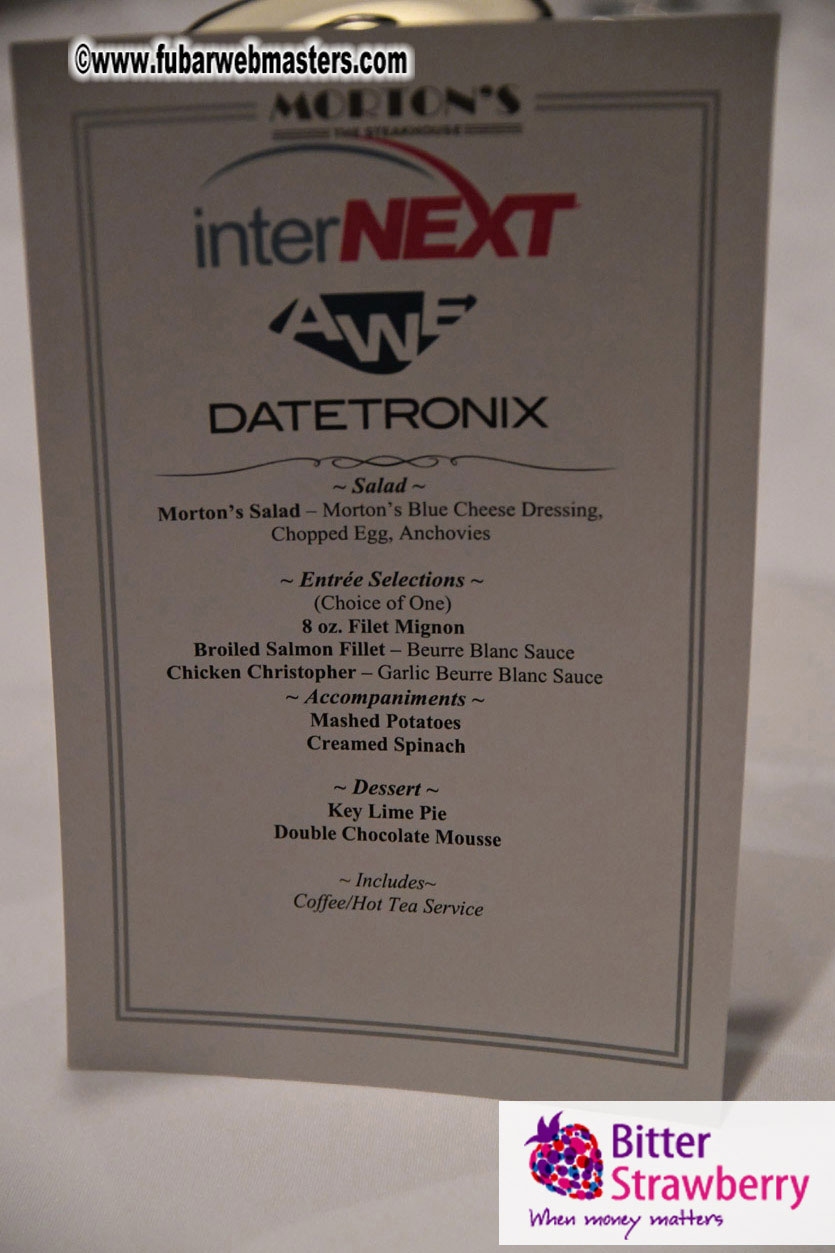 ©www.fubarwebmasters.com
MORTON'S
THE STEAKHOUSE
interNEXT
AWE
DATETRONIX
~ Salad ~
Morton's Salad – Morton's Blue Cheese Dressing,
Chopped Egg, Anchovies
~ Entrée Selections ~
(Choice of One)
8 oz. Filet Mignon
Broiled Salmon Fillet – Beurre Blanc Sauce
Chicken Christopher – Garlic Beurre Blanc Sauce
~ Accompaniments ~
Mashed Potatoes
Creamed Spinach
~ Dessert ~
Key Lime Pie
Double Chocolate Mousse
~ Includes~
Coffee/Hot Tea Service
Bitter
Strawberry
When money matters